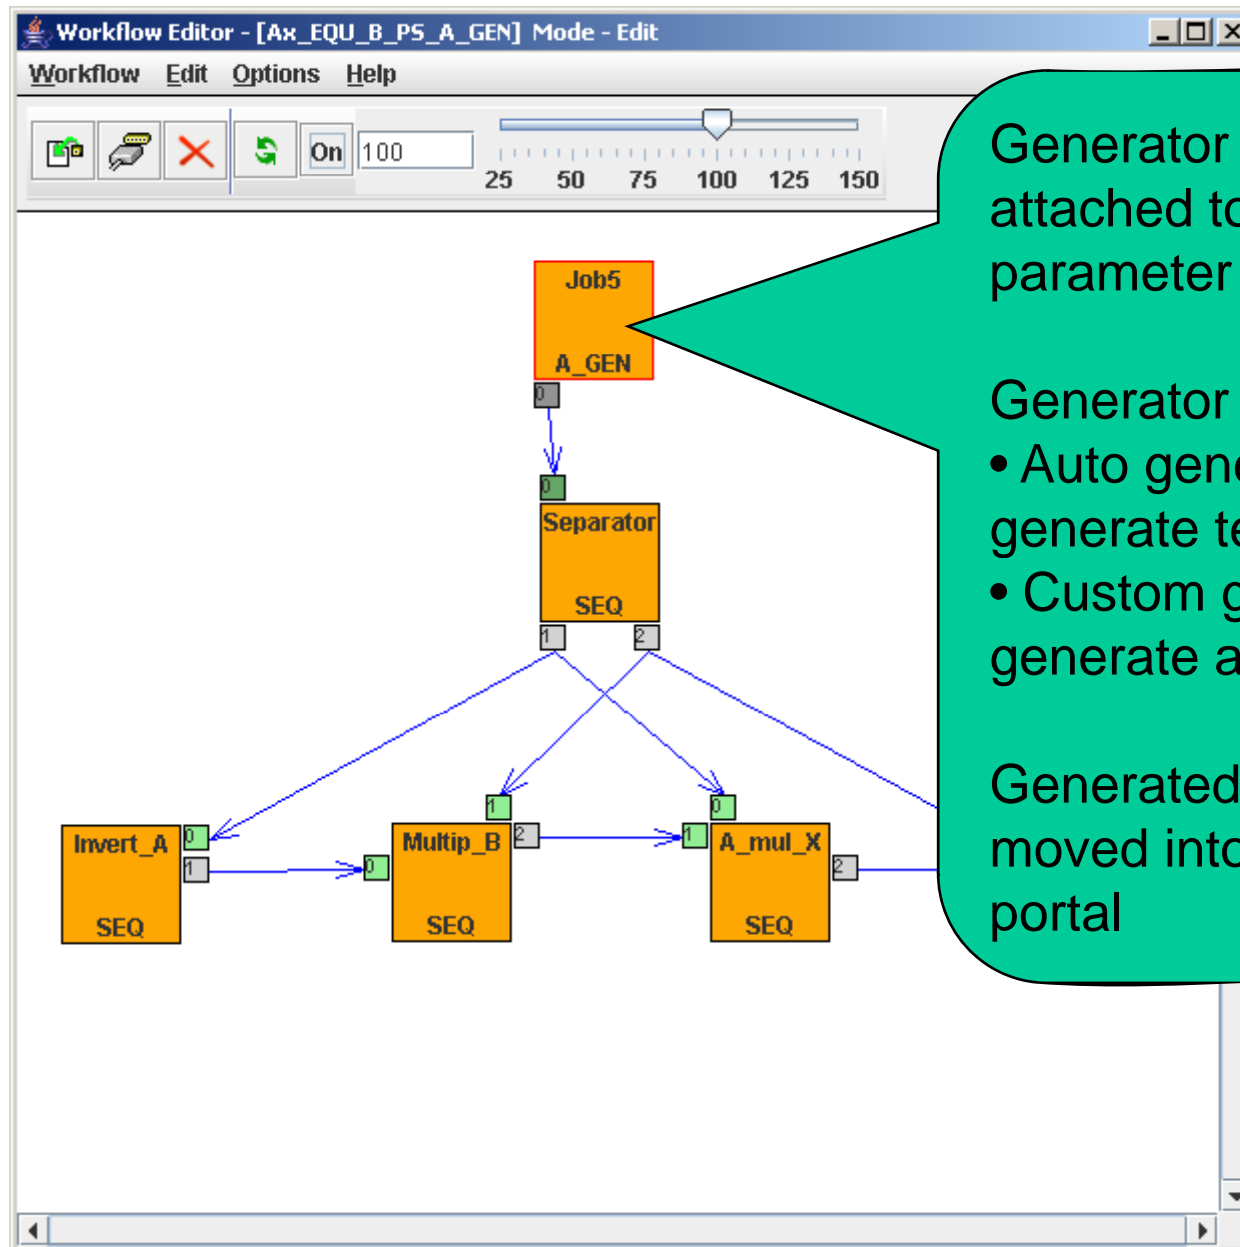 Workflow Editor - [Ax_EQU_B_PS_A_GEN] Mode - Edit
Workflow Edit Options Help
On 100
25 50 75 100 125 150
Job5
A_GEN
0
0
Separator
SEQ
1 2
Invert_A
SEQ
0
1
0
1
Multip_B
SEQ
2
0
1
A_mul_X
SEQ
2
Generator
attached to
parameter
Generator
• Auto gene
generate te
• Custom g
generate a
Generated
moved into
portal